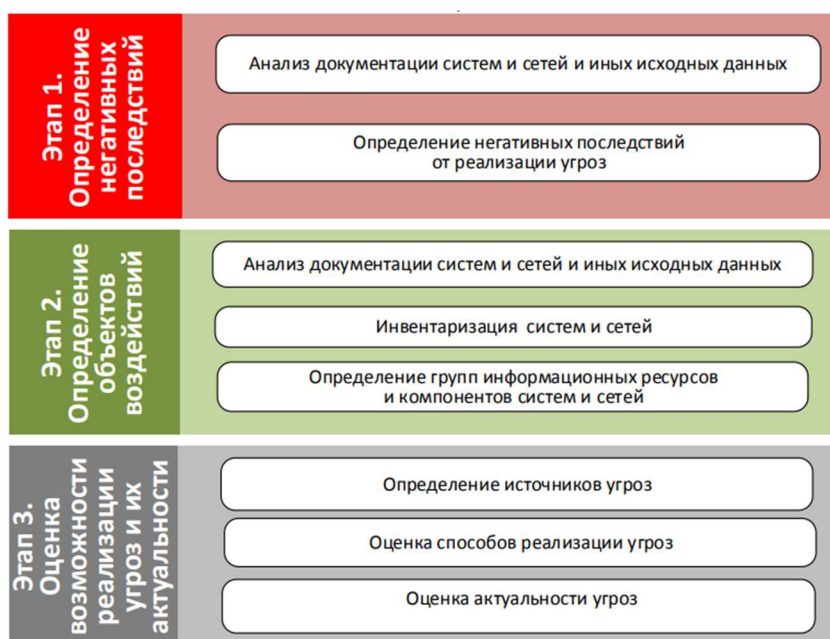 Этап 1.
Определение
негативных
последствий
Анализ документации систем и сетей и иных исходных данных
Определение негативных последствий
от реализации угроз
Этап 2.
Определение
объектов
воздействий
Анализ документации систем и сетей и иных исходных данных
Инвентаризация систем и сетей
Определение групп информационных ресурсов
и компонентов систем и сетей
Этап 3.
Оценка
возможности
реализации
угроз и их
актуальности
Определение источников угроз
Оценка способов реализации угроз
Оценка актуальности угроз